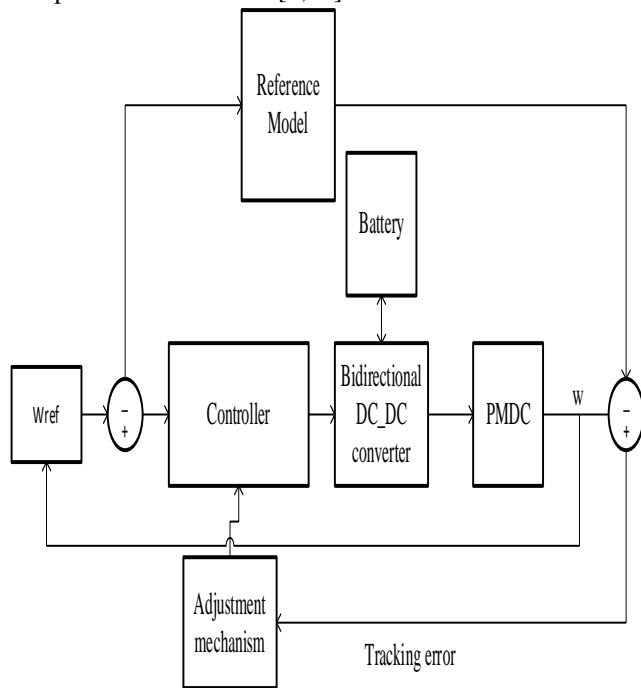 Reference
Model
Battery
Wref
-
+
Controller
Bidirectional
DC_DC
converter
PMDC
w
-
+
Adjustment
mechanism
Tracking error